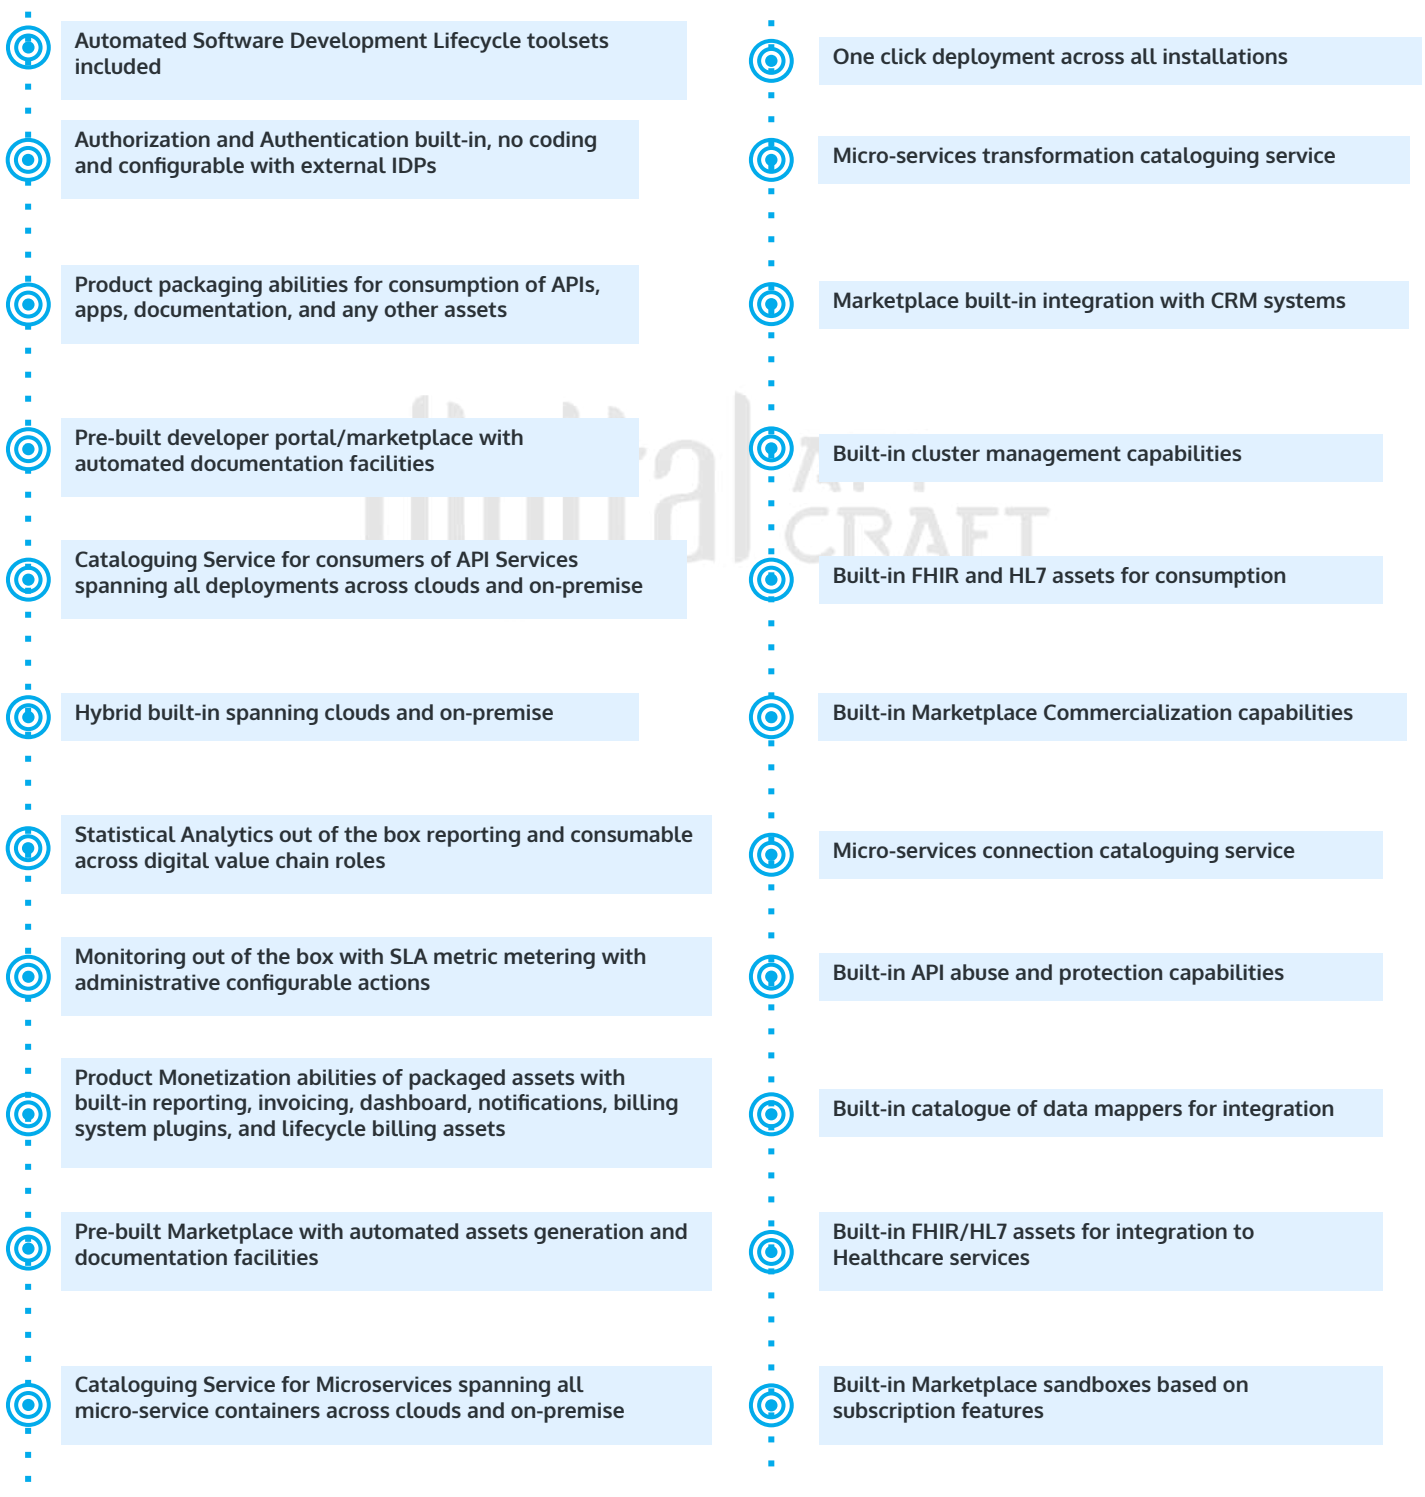 Automated Software Development Lifecycle toolsets
included
Authorization and Authentication built-in, no coding
and configurable with external IDPs
Product packaging abilities for consumption of APIs,
apps, documentation, and any other assets
Pre-built developer portal/marketplace with
automated documentation facilities
Cataloguing Service for consumers of API Services
spanning all deployments across clouds and on-premise
Hybrid built-in spanning clouds and on-premise
Statistical Analytics out of the box reporting and consumable
across digital value chain roles
Monitoring out of the box with SLA metric metering with
administrative configurable actions
Product Monetization abilities of packaged assets with
built-in reporting, invoicing, dashboard, notifications, billing
system plugins, and lifecycle billing assets
Pre-built Marketplace with automated assets generation and
documentation facilities
Cataloguing Service for Microservices spanning all
micro-service containers across clouds and on-premise
One click deployment across all installations
Micro-services transformation cataloguing service
Marketplace built-in integration with CRM systems
Built-in cluster management capabilities
Built-in FHIR and HL7 assets for consumption
Built-in Marketplace Commercialization capabilities
Micro-services connection cataloguing service
Built-in API abuse and protection capabilities
Built-in catalogue of data mappers for integration
Built-in FHIR/HL7 assets for integration to
Healthcare services
Built-in Marketplace sandboxes based on
subscription features
digital
CRAFT